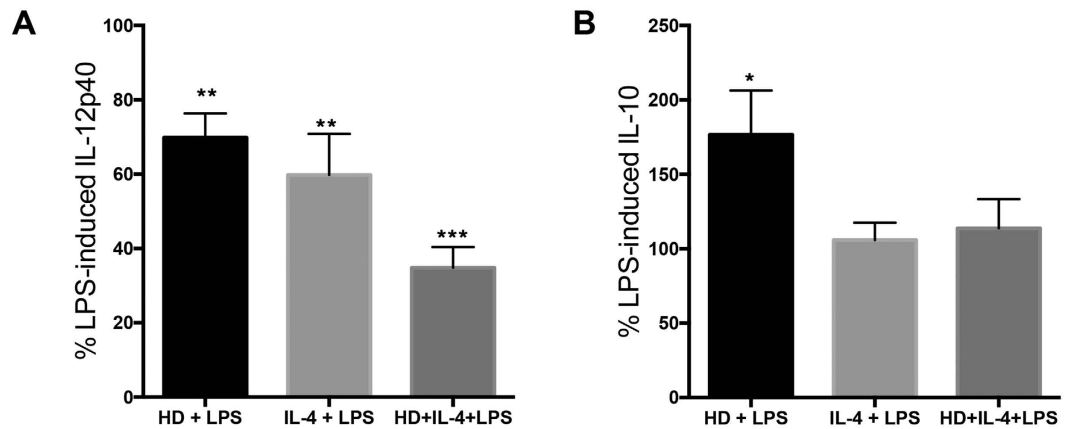 A
% LPS-induced IL-12p40
100
80
60
40
20
0
**
**
***
HD + LPS
IL-4 + LPS
HD+IL-4+LPS
B
% LPS-induced IL-10
250
200
150
100
50
0
*
HD + LPS
IL-4 + LPS
HD+IL-4+LPS